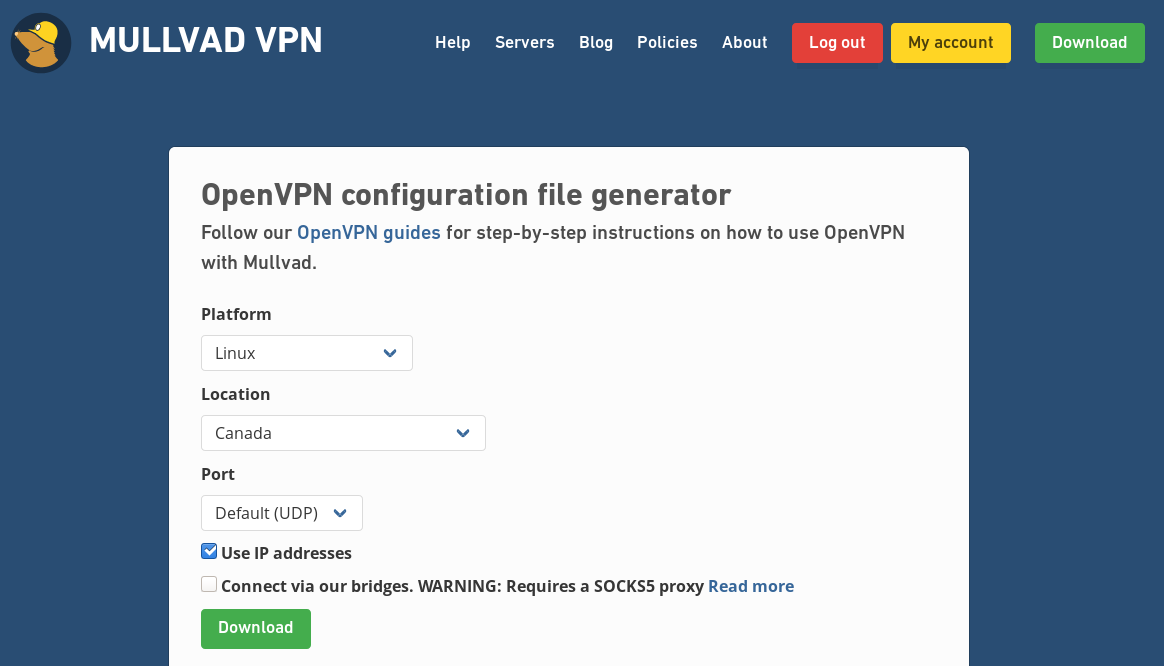 MULLVAD VPN
Help Servers Blog Policies About Log out My account Download
OpenVPN configuration file generator
Follow our OpenVPN guides for step-by-step instructions on how to use OpenVPN
with Mullvad.
Platform
Linux
Location
Canada
Port
Default (UDP)
Use IP addresses
Connect via our bridges. WARNING: Requires a SOCKS5 proxy Read more
Download